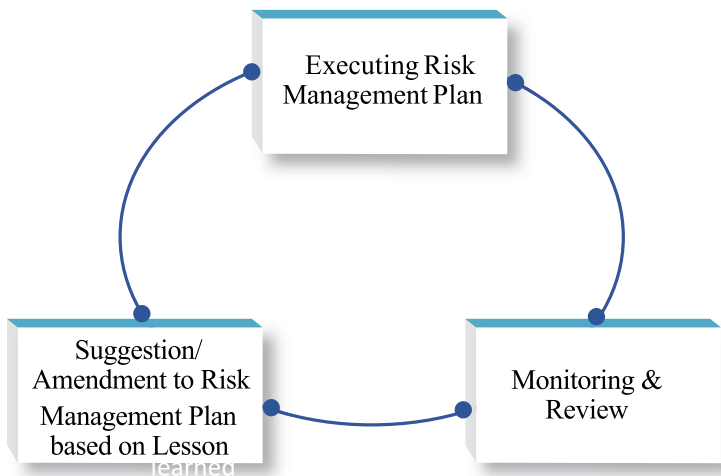 Executing Risk
Management Plan
Suggestion/
Amendment to Risk
Management Plan
based on Lesson
learned
Monitoring &
Review